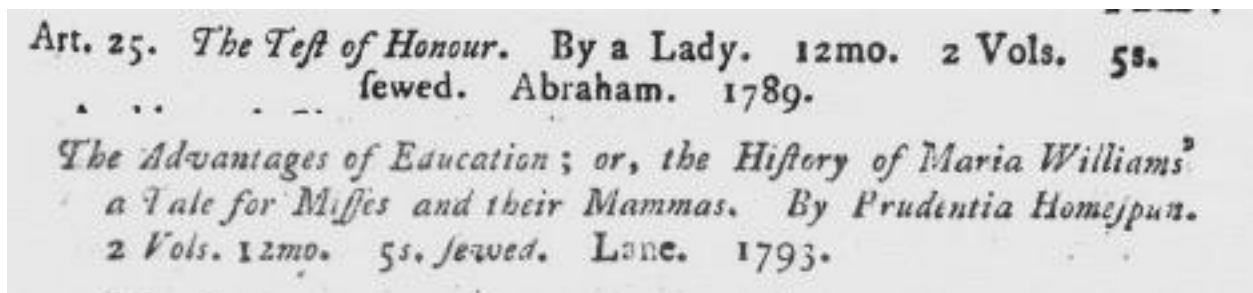 Art. 25. The Teſt of Honour. By a Lady. 12mo. 2 Vols. 5s.
ſewed. Abraham. 1789.
The Advantages of Education; or, the Hiſtory of Maria Williams’
a Tale for Miſſes and their Mammas. By Prudentia Homeſpun.
2 Vols. 12mo. 5s. ſewed. Lane. 1793.